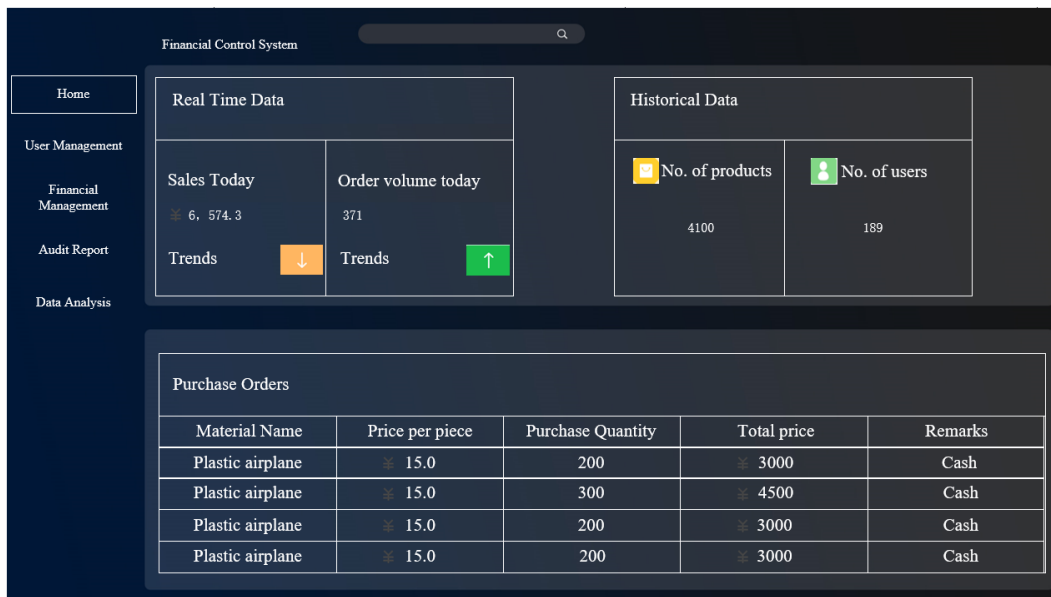 Financial Control System
Home
User Management
Financial
Management
Audit Report
Data Analysis
Real Time Data
Sales Today
¥ 6, 574.3
Trends ↓
Order volume today
371
Trends ↑
Historical Data
No. of products
4100
No. of users
189
Purchase Orders
Material Name Price per piece Purchase Quantity Total price Remarks
Plastic airplane ¥ 15.0 200 ¥ 3000 Cash
Plastic airplane ¥ 15.0 300 ¥ 4500 Cash
Plastic airplane ¥ 15.0 200 ¥ 3000 Cash
Plastic airplane ¥ 15.0 200 ¥ 3000 Cash